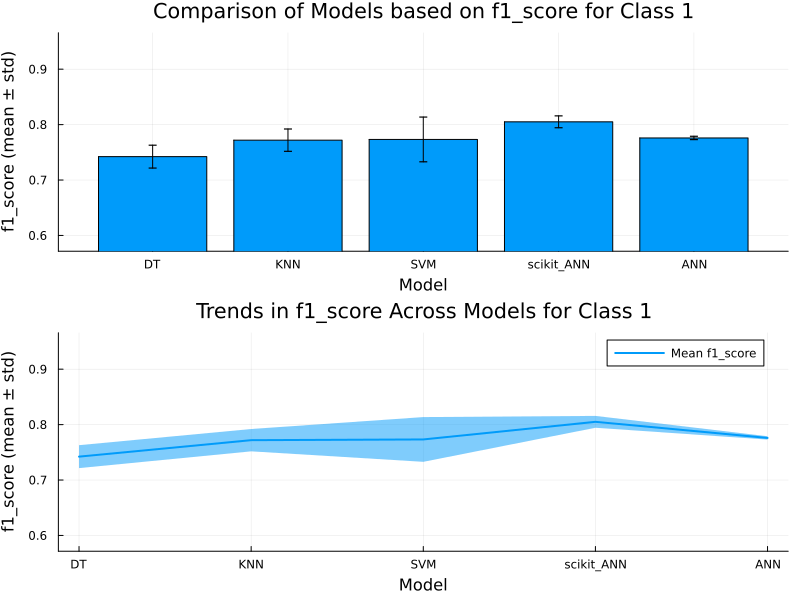 Comparison of Models based on f1_score for Class 1
f1_score (mean ± std)
0.9
0.8
0.7
0.6
DT KNN SVM scikit_ANN ANN
Model
Trends in f1_score Across Models for Class 1
f1_score (mean ± std)
Mean f1_score
0.9
0.8
0.7
0.6
DT KNN SVM scikit_ANN ANN
Model